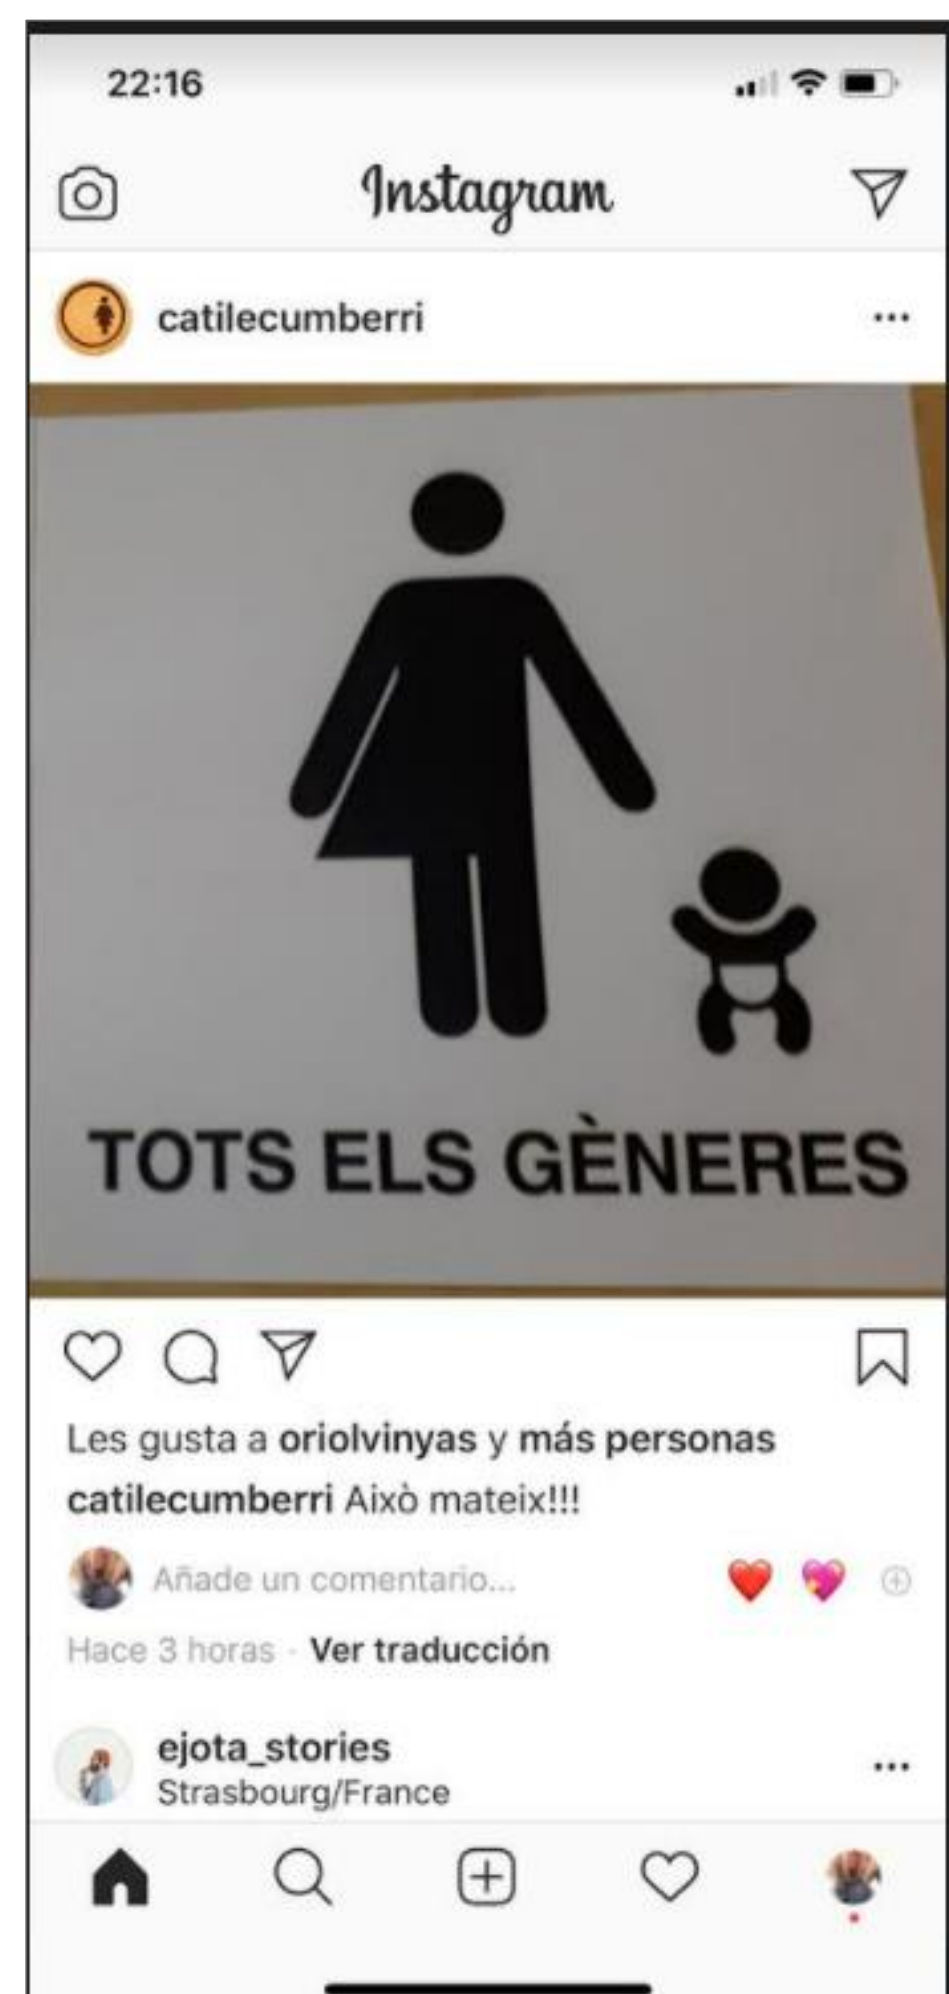 22:16
Instagram
catilecumberri
TOTS ELS GÈNERES
Les gusta a oriolvinyas y más personas
catilecumberri Això mateix!!!
Añade un comentario...
Hace 3 horas · Ver traducción
ejota_stories
Strasbourg/France